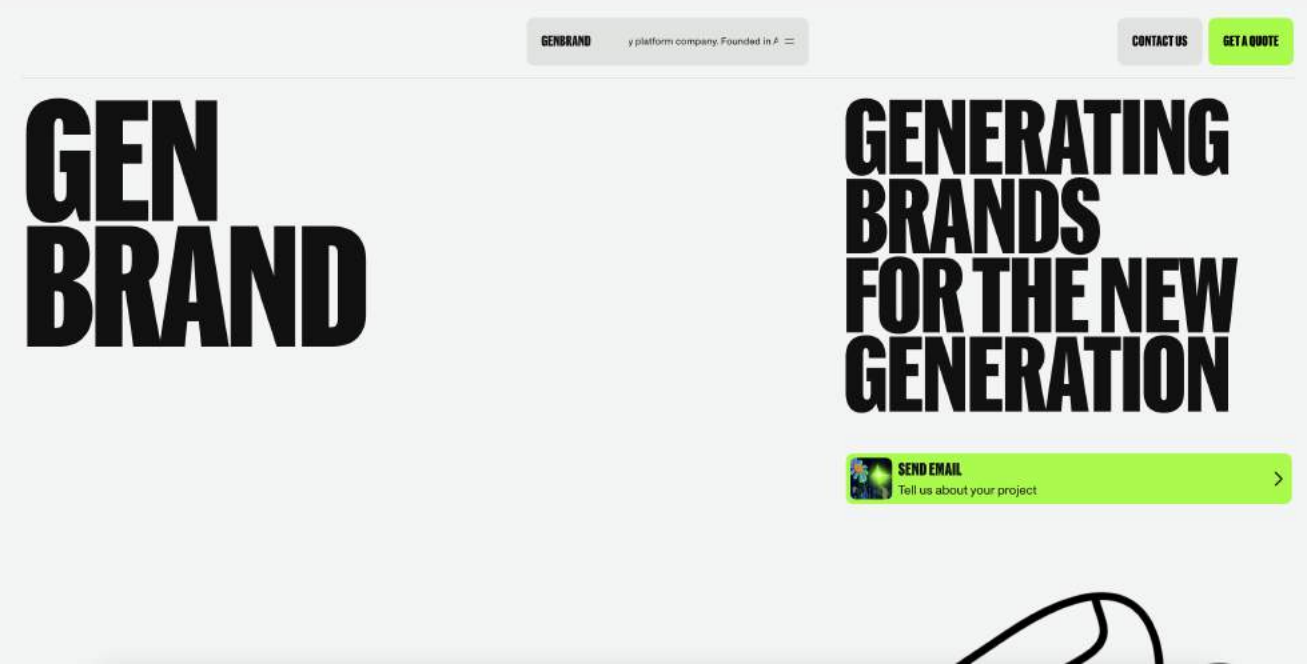 GENBRAND
y platform company. Founded in A
CONTACT US
GET A QUOTE
GEN
BRAND
GENERATING
BRANDS
FOR THE NEW
GENERATION
SEND EMAIL
Tell us about your project